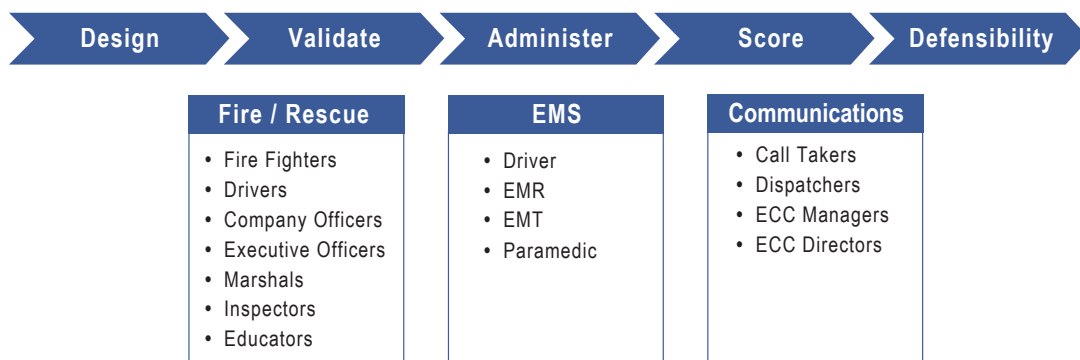 Design
Validate
Administer
Score
Defensibility
Fire / Rescue
• Fire Fighters
• Drivers
• Company Officers
• Executive Officers
• Marshals
• Inspectors
• Educators
EMS
• Driver
• EMR
• EMT
• Paramedic
Communications
• Call Takers
• Dispatchers
• ECC Managers
• ECC Directors